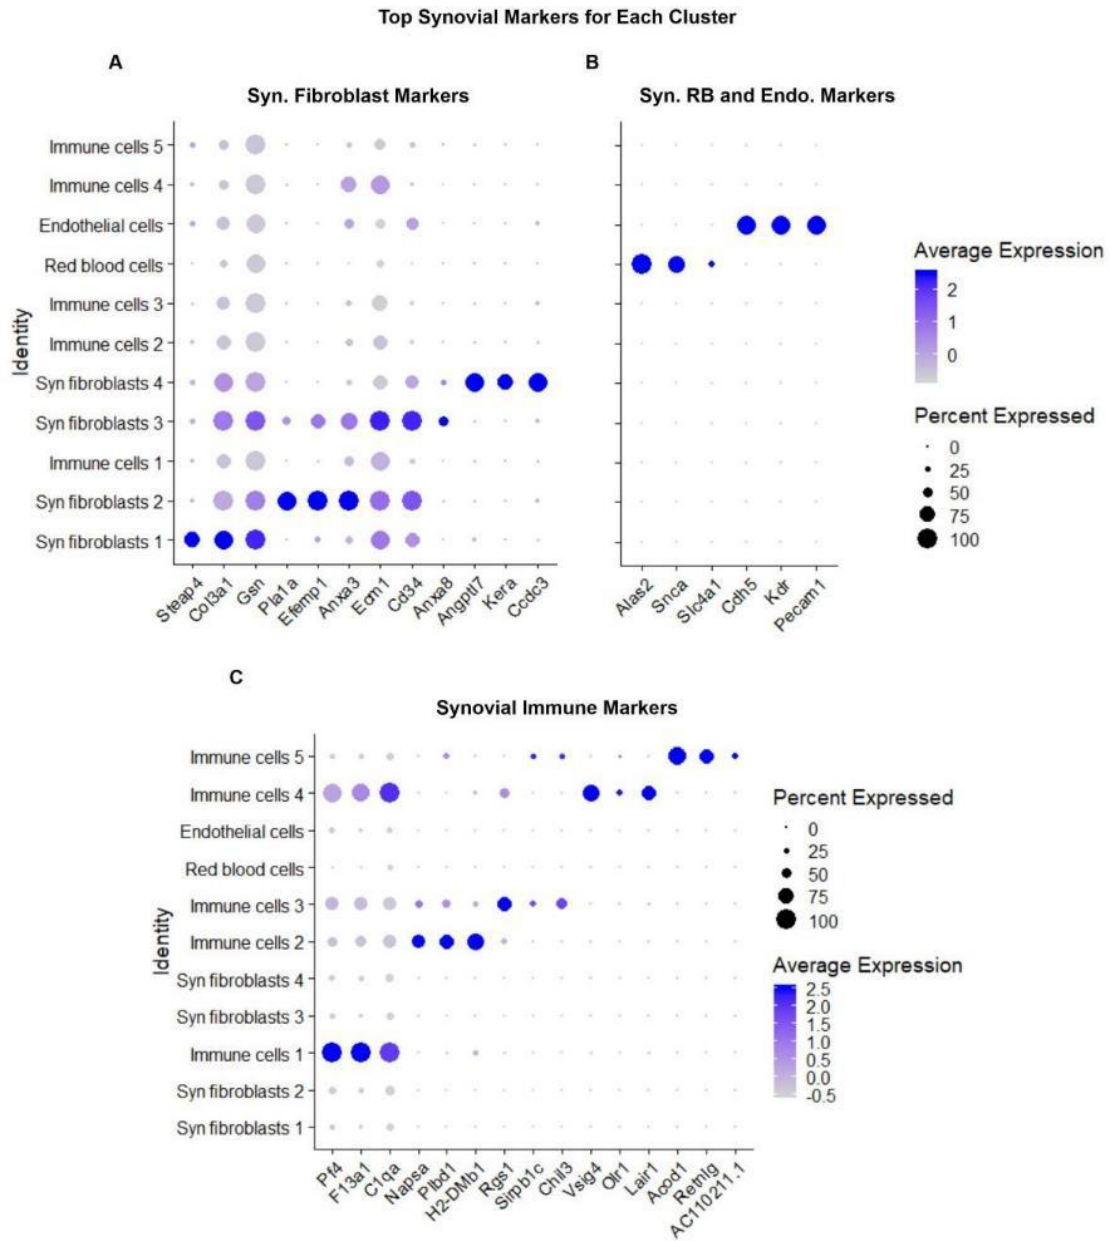 Top Synovial Markers for Each Cluster
A
B
Syn. Fibroblast Markers
Syn. RB and Endo. Markers
Immune cells 5
Immune cells 4
Endothelial cells
Red blood cells
Immune cells 3
Immune cells 2
Syn fibroblasts 4
Syn fibroblasts 3
Immune cells 1
Syn fibroblasts 2
Syn fibroblasts 1
Identity
Steap4
Col3a1
Gsn
Pla1a
Efemp1
Anxa3
Ecm1
Cd34
Anxa8
Angptl7
Kera
Ccdc3
Alas2
Snca
Slc4a1
Cdh5
Kdr
Pecam1
Average Expression
2
1
0
Percent Expressed
0
25
50
75
100
C
Synovial Immune Markers
Immune cells 5
Immune cells 4
Endothelial cells
Red blood cells
Immune cells 3
Immune cells 2
Syn fibroblasts 4
Syn fibroblasts 3
Immune cells 1
Syn fibroblasts 2
Syn fibroblasts 1
Identity
Pf4
F13a1
C1qa
Napsa
Plbd1
H2-DMb1
Rgs1
Sirpb1c
Chil3
Vsig4
Olr1
Lair1
Aood1
Retnlg
AC110211.1
Percent Expressed
0
25
50
75
100
Average Expression
2.5
2.0
1.5
1.0
0.5
0.0
-0.5